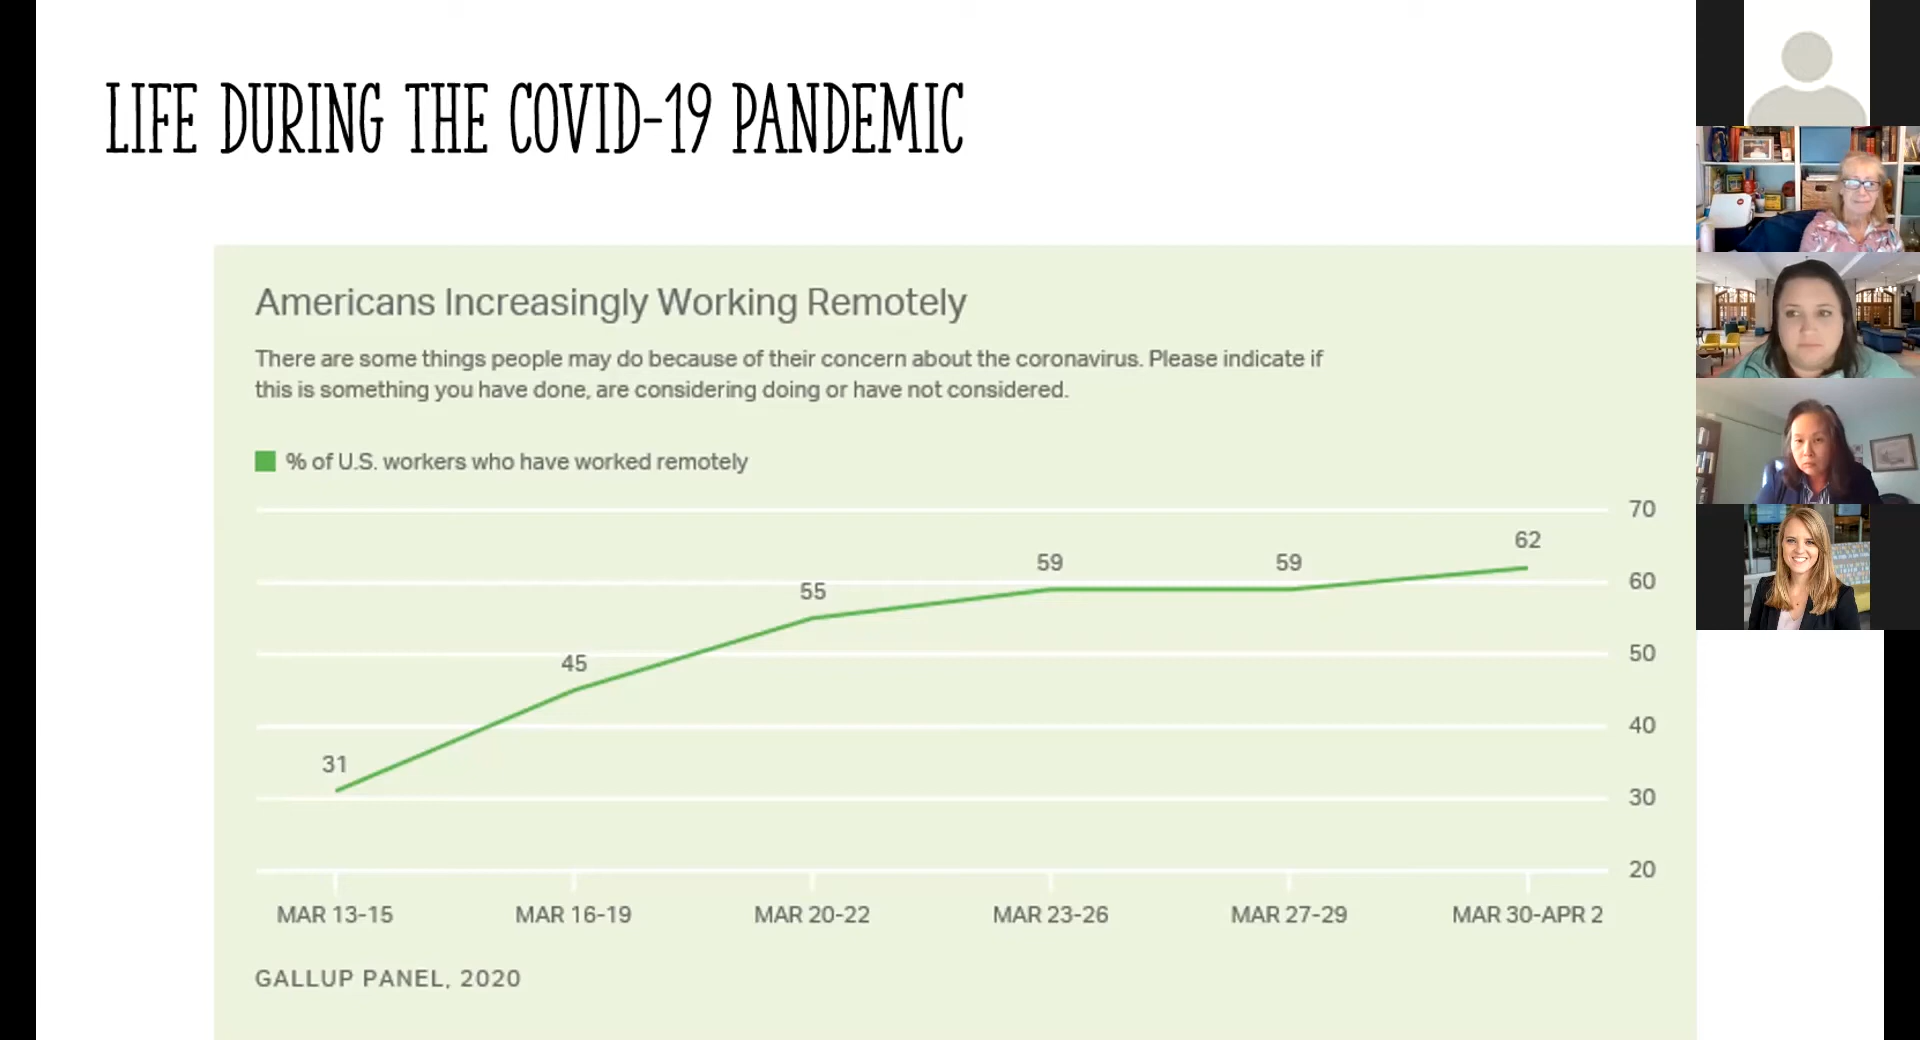 LIFE DURING THE COVID-19 PANDEMIC
Americans Increasingly Working Remotely
There are some things people may do because of their concern about the coronavirus. Please indicate if
this is something you have done, are considering doing or have not considered.
% of U.S. workers who have worked remotely
70
62
59
59
60
55
50
45
40
31
30
20
MAR 13-15
MAR 16-19
MAR 20-22
MAR 23-26
MAR 27-29
MAR 30-APR 2
GALLUP PANEL, 2020